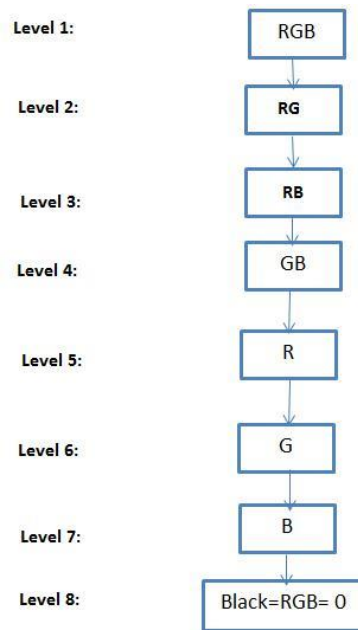 Level 1: RGB
Level 2: RG
Level 3: RB
Level 4: GB
Level 5: R
Level 6: G
Level 7: B
Level 8: Black=RGB= 0